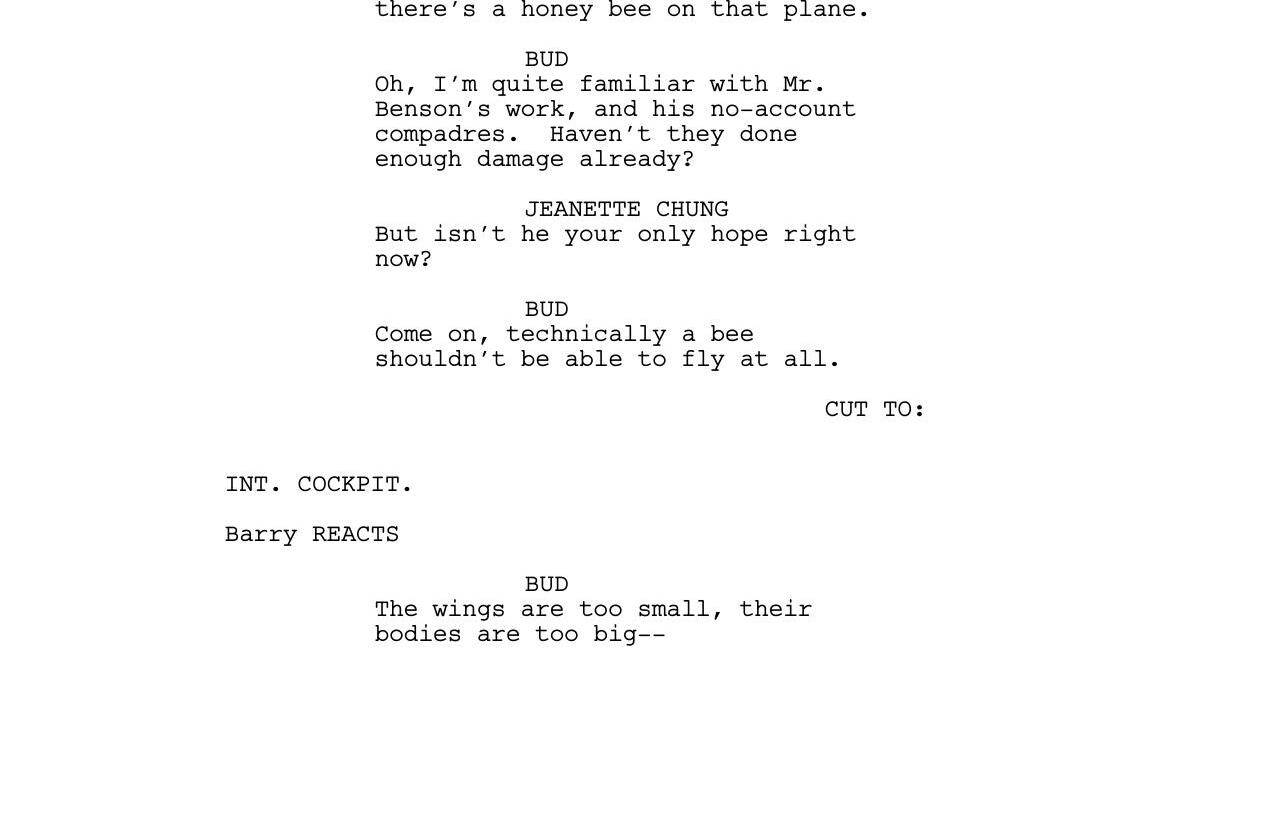 there’s a honey bee on that plane.
BUD
Oh, I’m quite familiar with Mr.
Benson’s work, and his no-account
compadres.  Haven’t they done
enough damage already?
JEANETTE CHUNG
But isn’t he your only hope right
now?
BUD
Come on, technically a bee
shouldn’t be able to fly at all.
CUT TO:
INT. COCKPIT.
Barry REACTS
BUD
The wings are too small, their
bodies are too big--